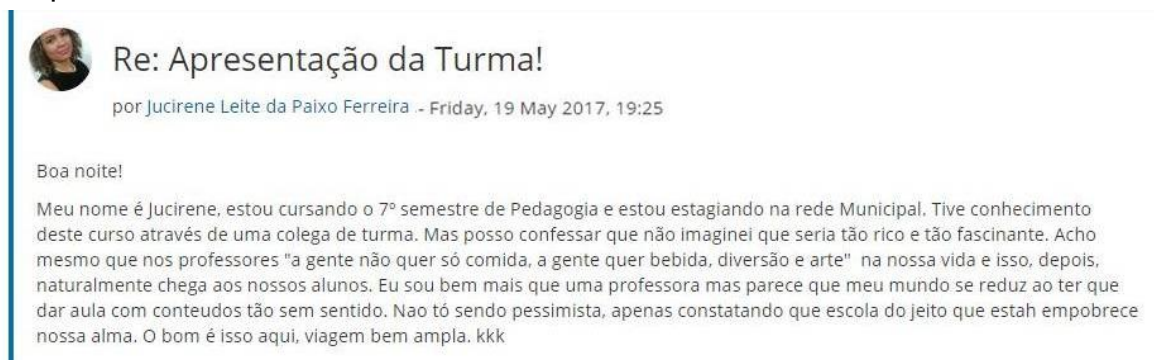 Re: Apresentação da Turma!
por Jucirene Leite da Paixo Ferreira - Friday, 19 May 2017, 19:25
Boa noite!
Meu nome é Jucirene, estou cursando o 7º semestre de Pedagogia e estou estagiando na rede Municipal. Tive conhecimento
deste curso através de uma colega de turma. Mas posso confessar que não imaginei que seria tão rico e tão fascinante. Acho
mesmo que nos professores "a gente não quer só comida, a gente quer bebida, diversão e arte" na nossa vida e isso, depois,
naturalmente chega aos nossos alunos. Eu sou bem mais que uma professora mas parece que meu mundo se reduz ao ter que
dar aula com conteudos tão sem sentido. Nao tó sendo pessimista, apenas constatando que escola do jeito que estah empobrece
nossa alma. O bom é isso aqui, viagem bem ampla. kkk